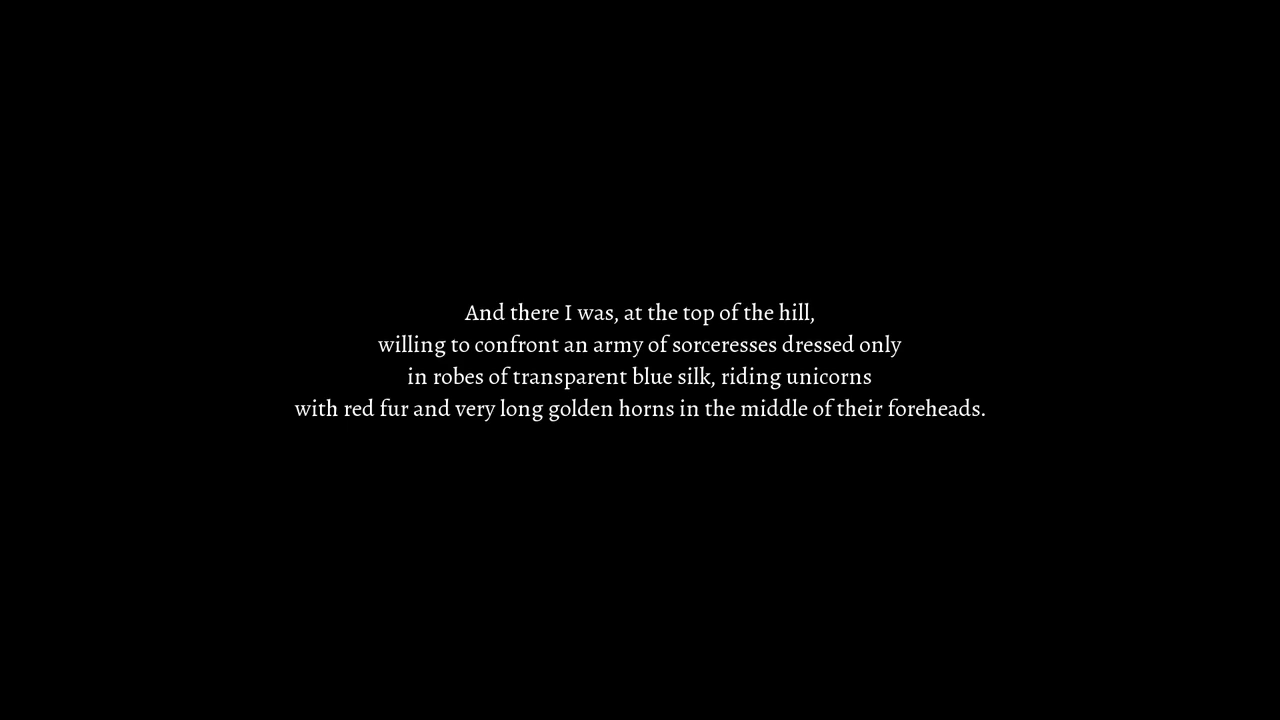 And there I was, at the top of the hill,
willing to confront an army of sorceresses dressed only
in robes of transparent blue silk, riding unicorns
with red fur and very long golden horns in the middle of their foreheads.